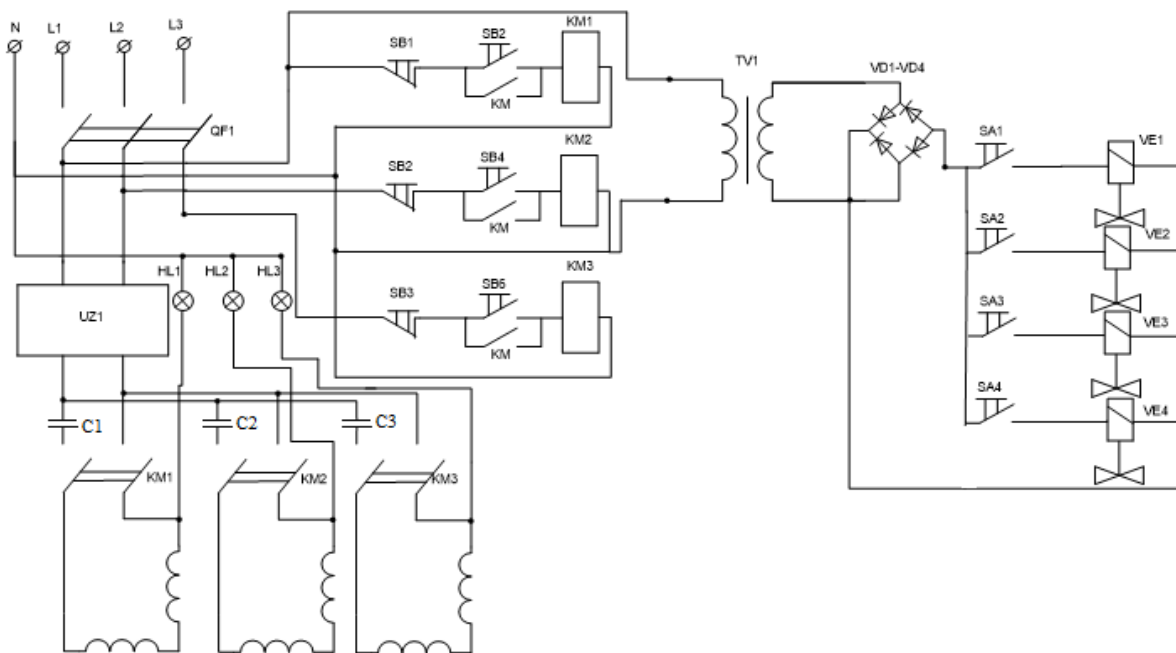 N
L1
L2
L3
QF1
SB1
SB2
KM1
KM
SB2
SB4
KM2
KM
SB3
SB6
KM3
KM
TV1
VD1-VD4
SA1
VE1
SA2
VE2
SA3
VE3
SA4
VE4
HL1
HL2
HL3
UZ1
C1
C2
C3
KM1
KM2
KM3